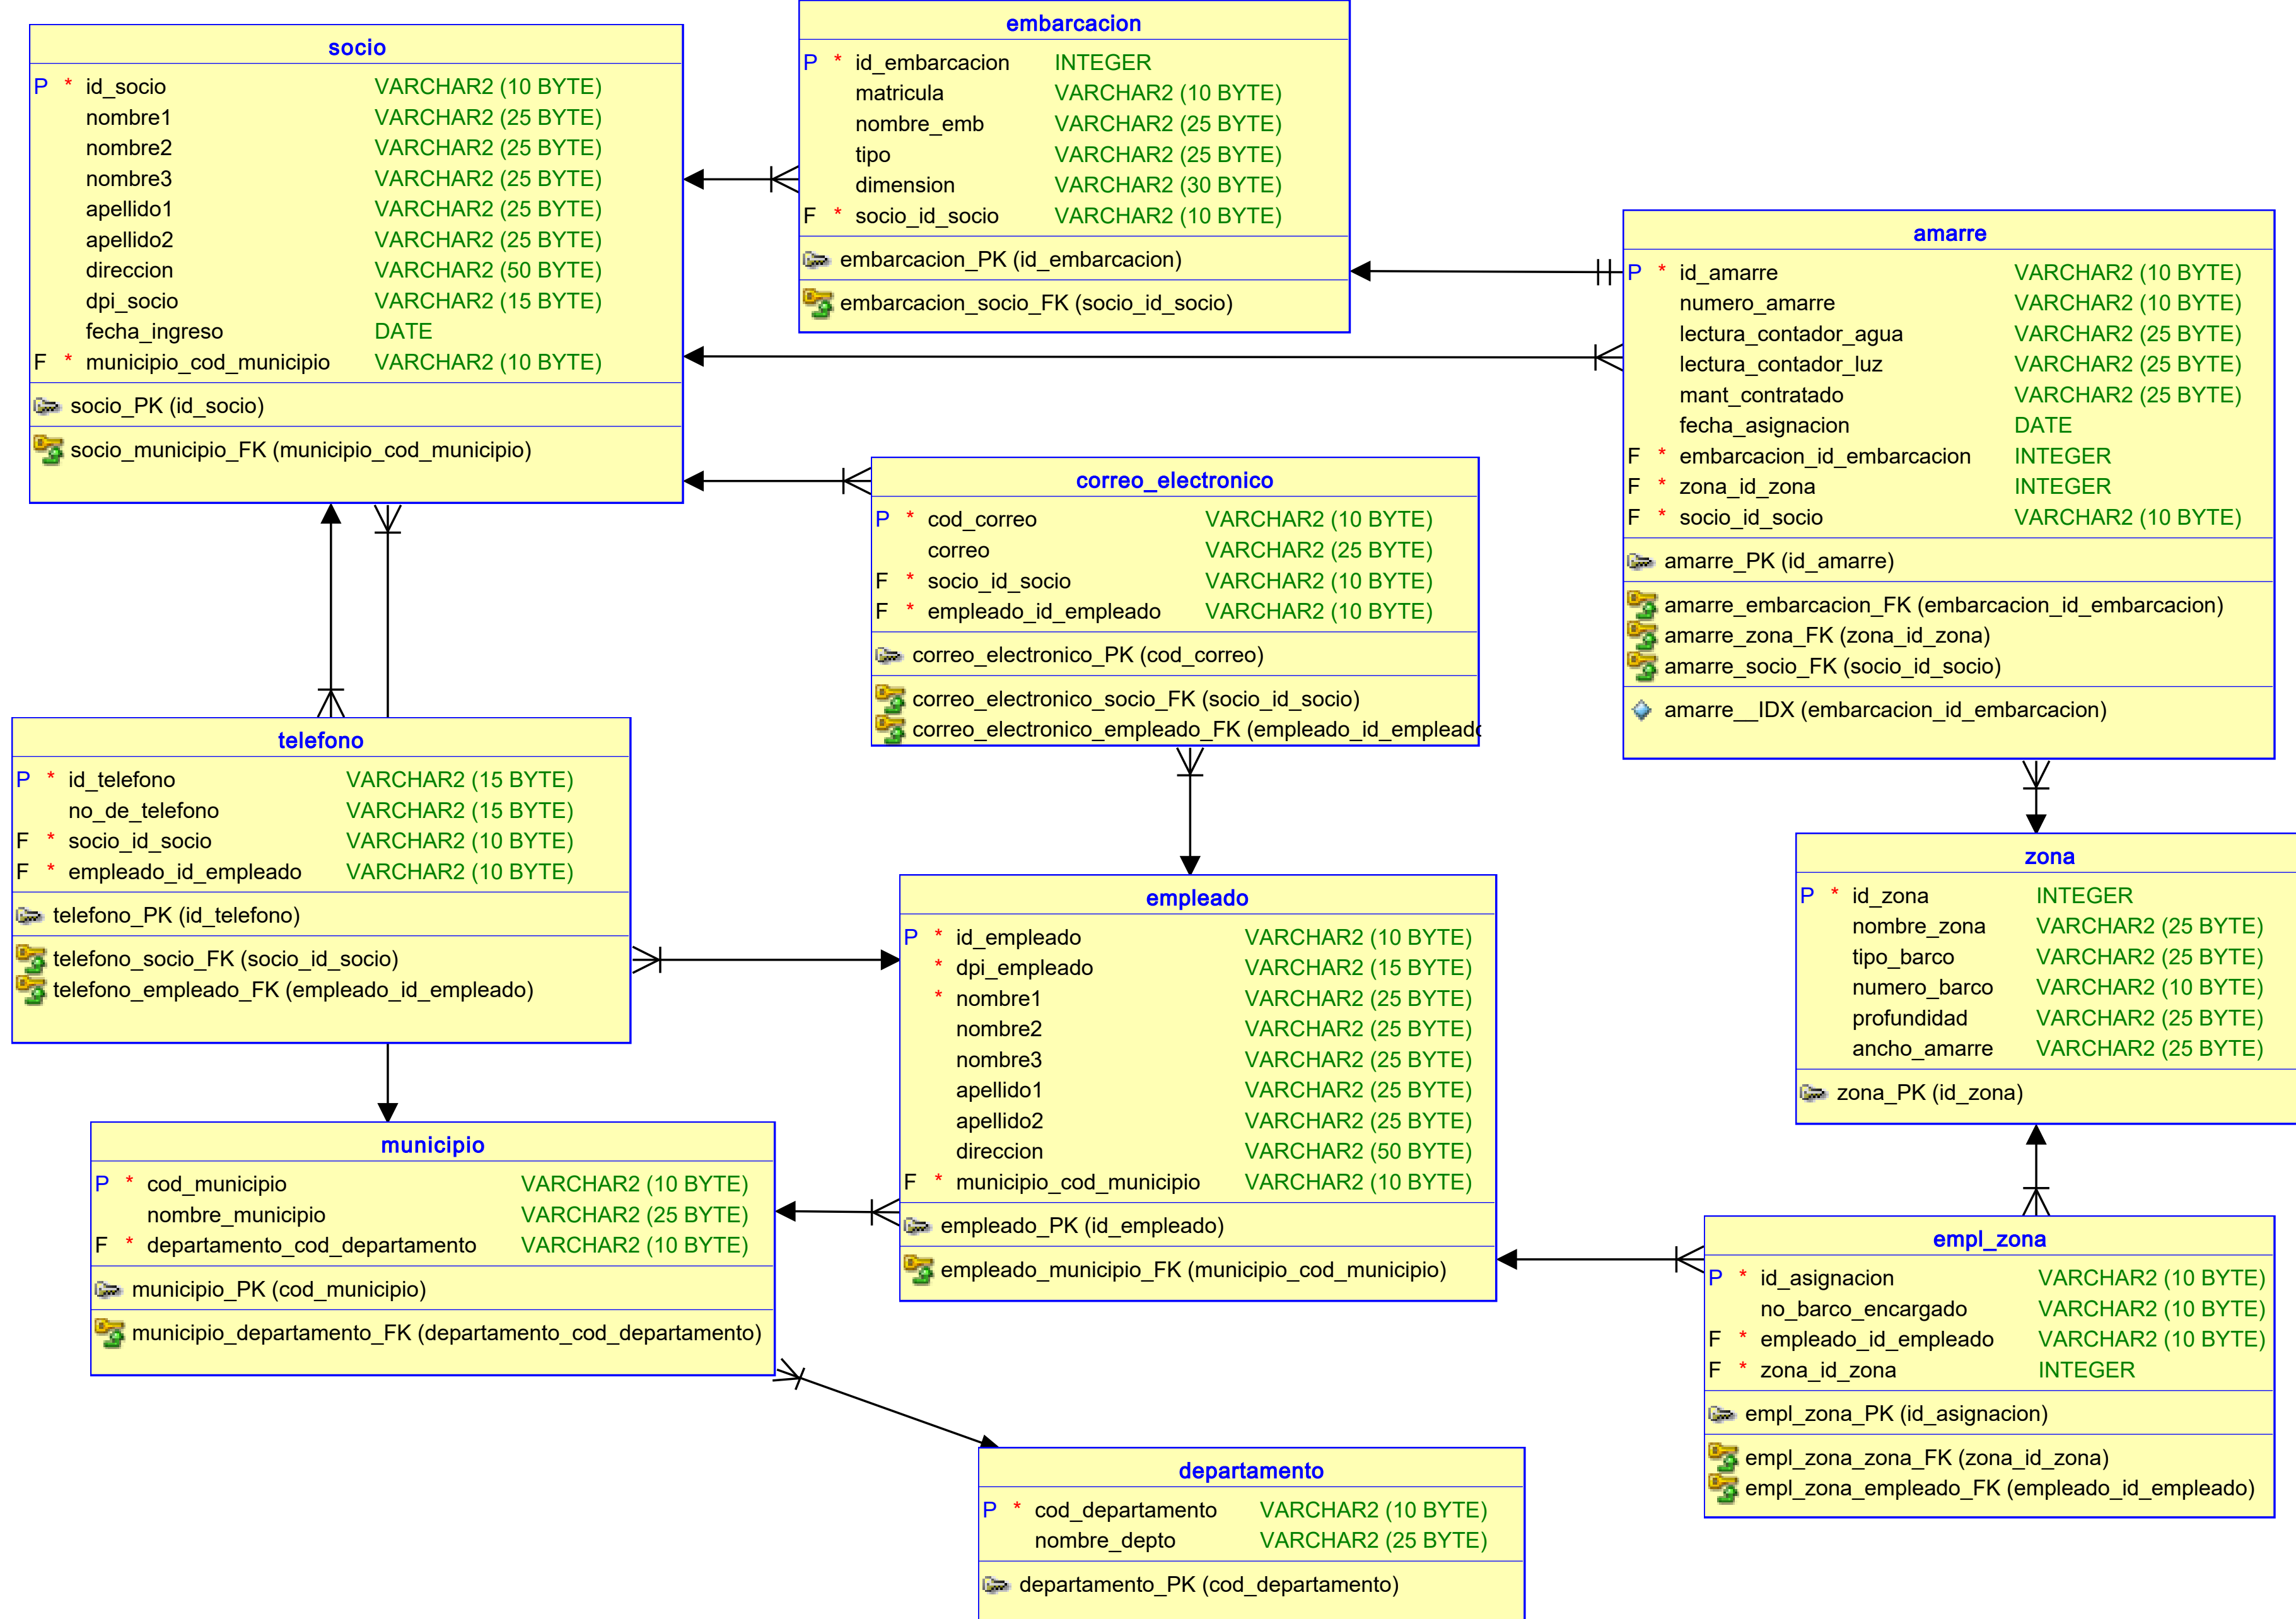 socio
P * id_socio VARCHAR2 (10 BYTE)
nombre1 VARCHAR2 (25 BYTE)
nombre2 VARCHAR2 (25 BYTE)
nombre3 VARCHAR2 (25 BYTE)
apellido1 VARCHAR2 (25 BYTE)
apellido2 VARCHAR2 (25 BYTE)
direccion VARCHAR2 (50 BYTE)
dpi_socio VARCHAR2 (15 BYTE)
fecha_ingreso DATE
F * municipio_cod_municipio VARCHAR2 (10 BYTE)
socio_PK (id_socio)
socio_municipio_FK (municipio_cod_municipio)
embarcacion
P * id_embarcacion INTEGER
matricula VARCHAR2 (10 BYTE)
nombre_emb VARCHAR2 (25 BYTE)
tipo VARCHAR2 (25 BYTE)
dimension VARCHAR2 (30 BYTE)
F * socio_id_socio VARCHAR2 (10 BYTE)
embarcacion_PK (id_embarcacion)
embarcacion_socio_FK (socio_id_socio)
amarre
P * id_amarre VARCHAR2 (10 BYTE)
numero_amarre VARCHAR2 (10 BYTE)
lectura_contador_agua VARCHAR2 (25 BYTE)
lectura_contador_luz VARCHAR2 (25 BYTE)
mant_contratado VARCHAR2 (25 BYTE)
fecha_asignacion DATE
F * embarcacion_id_embarcacion INTEGER
F * zona_id_zona INTEGER
F * socio_id_socio VARCHAR2 (10 BYTE)
amarre_PK (id_amarre)
amarre_embarcacion_FK (embarcacion_id_embarcacion)
amarre_zona_FK (zona_id_zona)
amarre_socio_FK (socio_id_socio)
amarre__IDX (embarcacion_id_embarcacion)
correo_electronico
P * cod_correo VARCHAR2 (10 BYTE)
correo VARCHAR2 (25 BYTE)
F * socio_id_socio VARCHAR2 (10 BYTE)
F * empleado_id_empleado VARCHAR2 (10 BYTE)
correo_electronico_PK (cod_correo)
correo_electronico_socio_FK (socio_id_socio)
correo_electronico_empleado_FK (empleado_id_emplead
telefono
P * id_telefono VARCHAR2 (15 BYTE)
no_de_telefono VARCHAR2 (15 BYTE)
F * socio_id_socio VARCHAR2 (10 BYTE)
F * empleado_id_empleado VARCHAR2 (10 BYTE)
telefono_PK (id_telefono)
telefono_socio_FK (socio_id_socio)
telefono_empleado_FK (empleado_id_empleado)
empleado
P * id_empleado VARCHAR2 (10 BYTE)
* dpi_empleado VARCHAR2 (15 BYTE)
* nombre1 VARCHAR2 (25 BYTE)
nombre2 VARCHAR2 (25 BYTE)
nombre3 VARCHAR2 (25 BYTE)
apellido1 VARCHAR2 (25 BYTE)
apellido2 VARCHAR2 (25 BYTE)
direccion VARCHAR2 (50 BYTE)
F * municipio_cod_municipio VARCHAR2 (10 BYTE)
empleado_PK (id_empleado)
empleado_municipio_FK (municipio_cod_municipio)
zona
P * id_zona INTEGER
nombre_zona VARCHAR2 (25 BYTE)
tipo_barco VARCHAR2 (25 BYTE)
numero_barco VARCHAR2 (10 BYTE)
profundidad VARCHAR2 (25 BYTE)
ancho_amarre VARCHAR2 (25 BYTE)
zona_PK (id_zona)
municipio
P * cod_municipio VARCHAR2 (10 BYTE)
nombre_municipio VARCHAR2 (25 BYTE)
F * departamento_cod_departamento VARCHAR2 (10 BYTE)
municipio_PK (cod_municipio)
municipio_departamento_FK (departamento_cod_departamento)
empl_zona
P * id_asignacion VARCHAR2 (10 BYTE)
no_barco_encargado VARCHAR2 (10 BYTE)
F * empleado_id_empleado VARCHAR2 (10 BYTE)
F * zona_id_zona INTEGER
empl_zona_PK (id_asignacion)
empl_zona_zona_FK (zona_id_zona)
empl_zona_empleado_FK (empleado_id_empleado)
departamento
P * cod_departamento VARCHAR2 (10 BYTE)
nombre_depto VARCHAR2 (25 BYTE)
departamento_PK (cod_departamento)